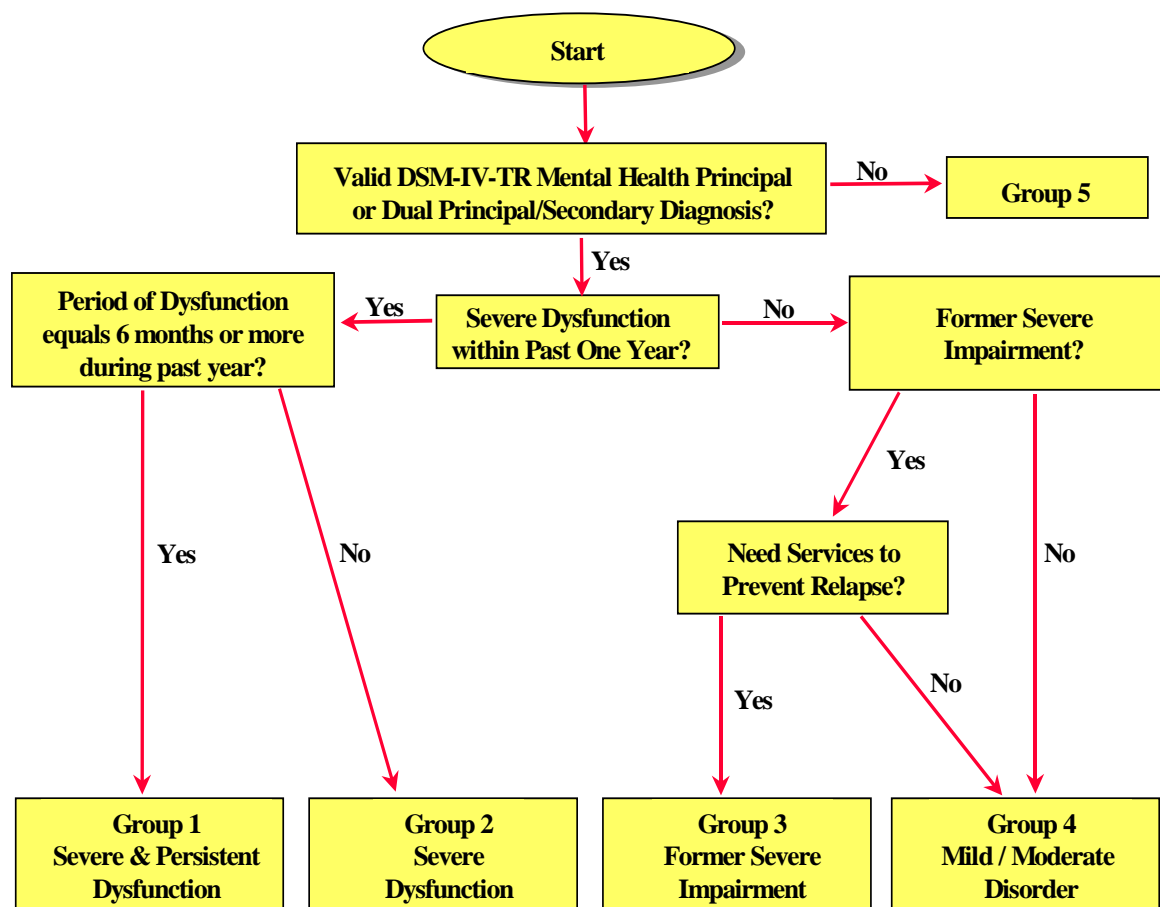 Start
Valid DSM-IV-TR Mental Health Principal
or Dual Principal/Secondary Diagnosis?
No
Group 5
Yes
Period of Dysfunction
equals 6 months or more
during past year?
Yes
Severe Dysfunction
within Past One Year?
No
Former Severe
Impairment?
Yes
Yes
No
Need Services to
Prevent Relapse?
No
Yes
No
Group 1
Severe & Persistent
Dysfunction
Group 2
Severe
Dysfunction
Group 3
Former Severe
Impairment
Group 4
Mild / Moderate
Disorder